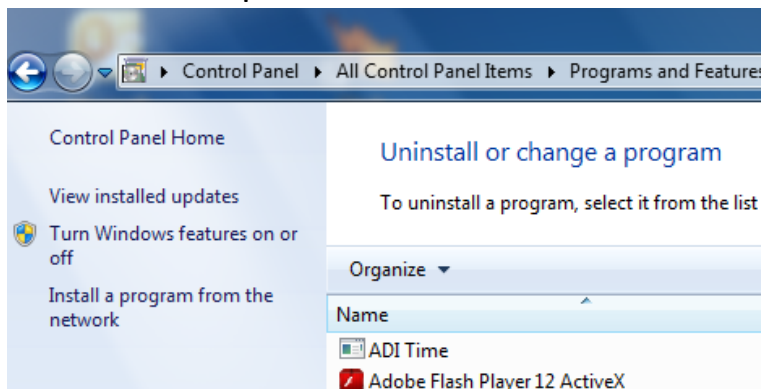 Control Panel ▸ All Control Panel Items ▸ Programs and Features
Control Panel Home
View installed updates
Turn Windows features on or
off
Install a program from the
network
Uninstall or change a program
To uninstall a program, select it from the list
Organize
Name
ADI Time
Adobe Flash Player 12 ActiveX